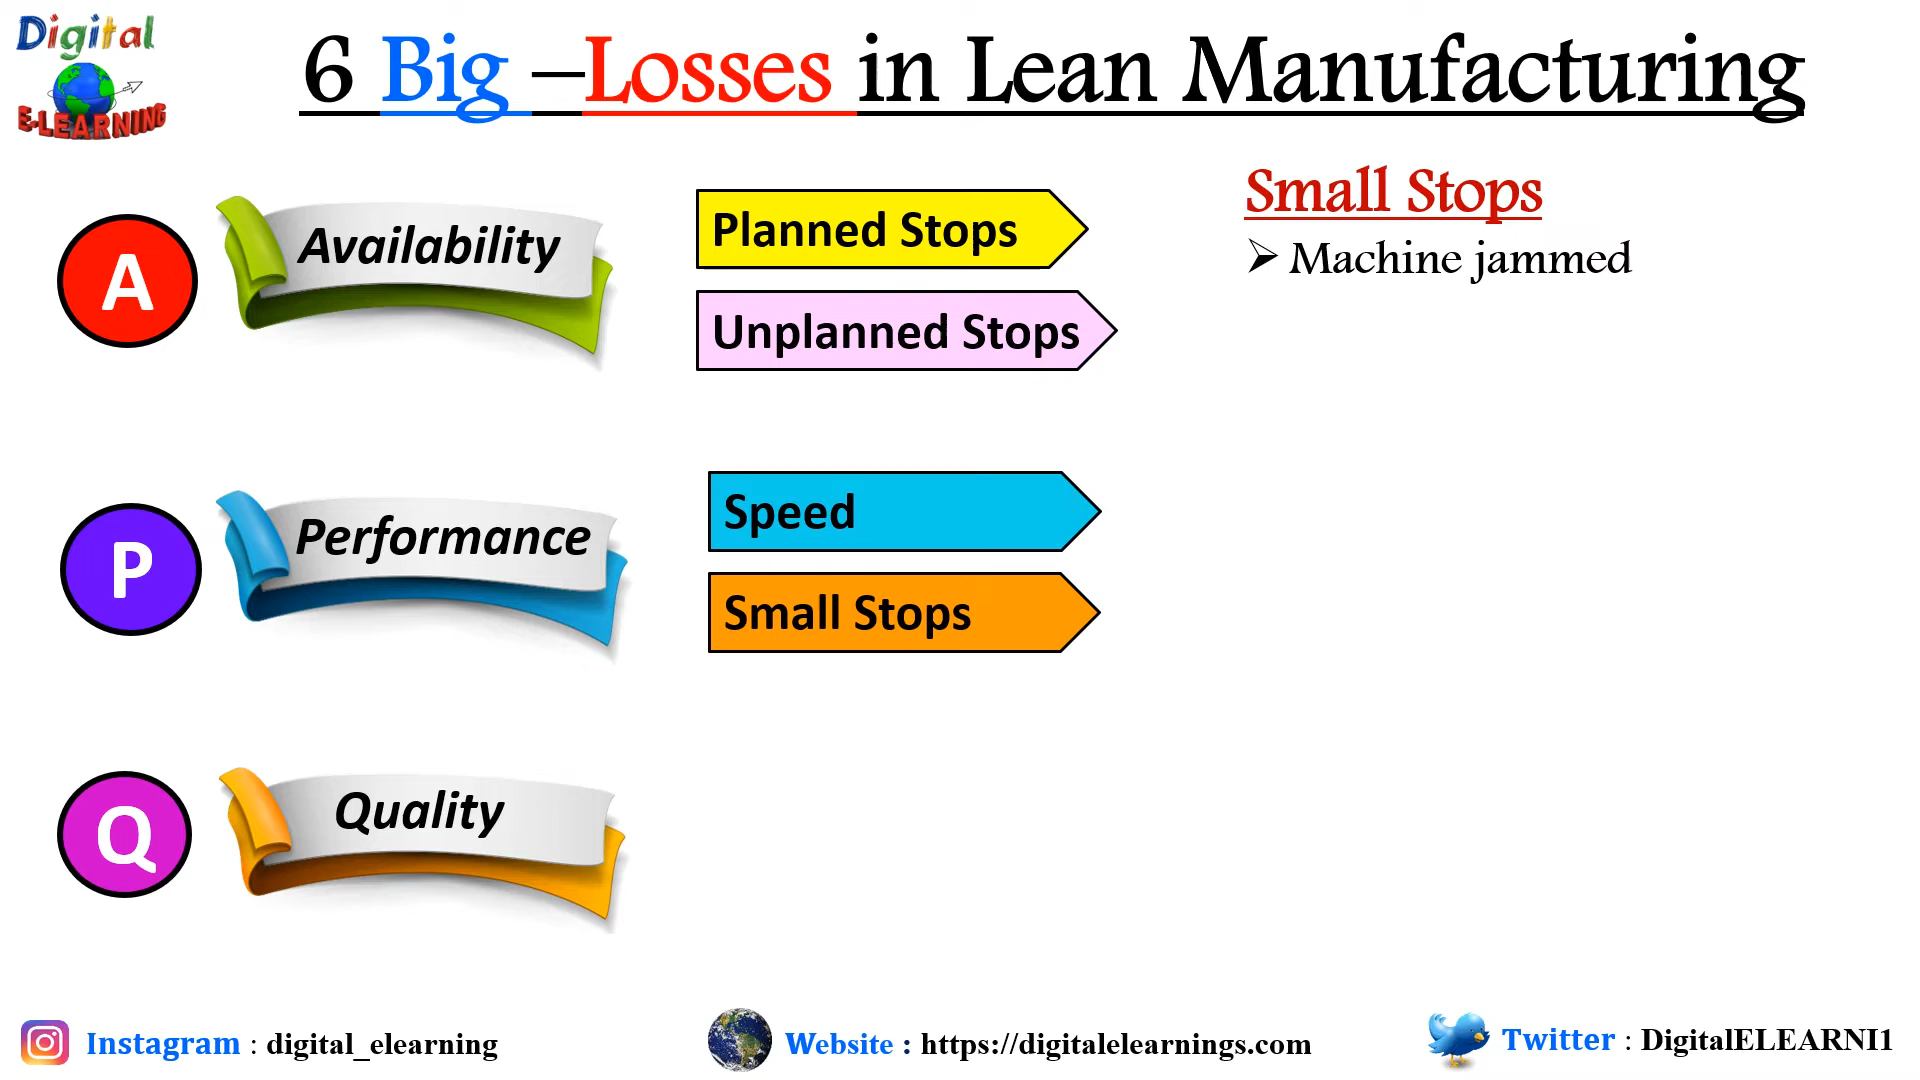 Digital
E-LEARNING
6 Big –Losses in Lean Manufacturing
A
Availability
Planned Stops
Unplanned Stops
Small Stops
➢ Machine jammed
P
Performance
Speed
Small Stops
Q
Quality
Instagram : digital_elearning
Website : https://digitalelearnings.com
Twitter : DigitalELEARNI1